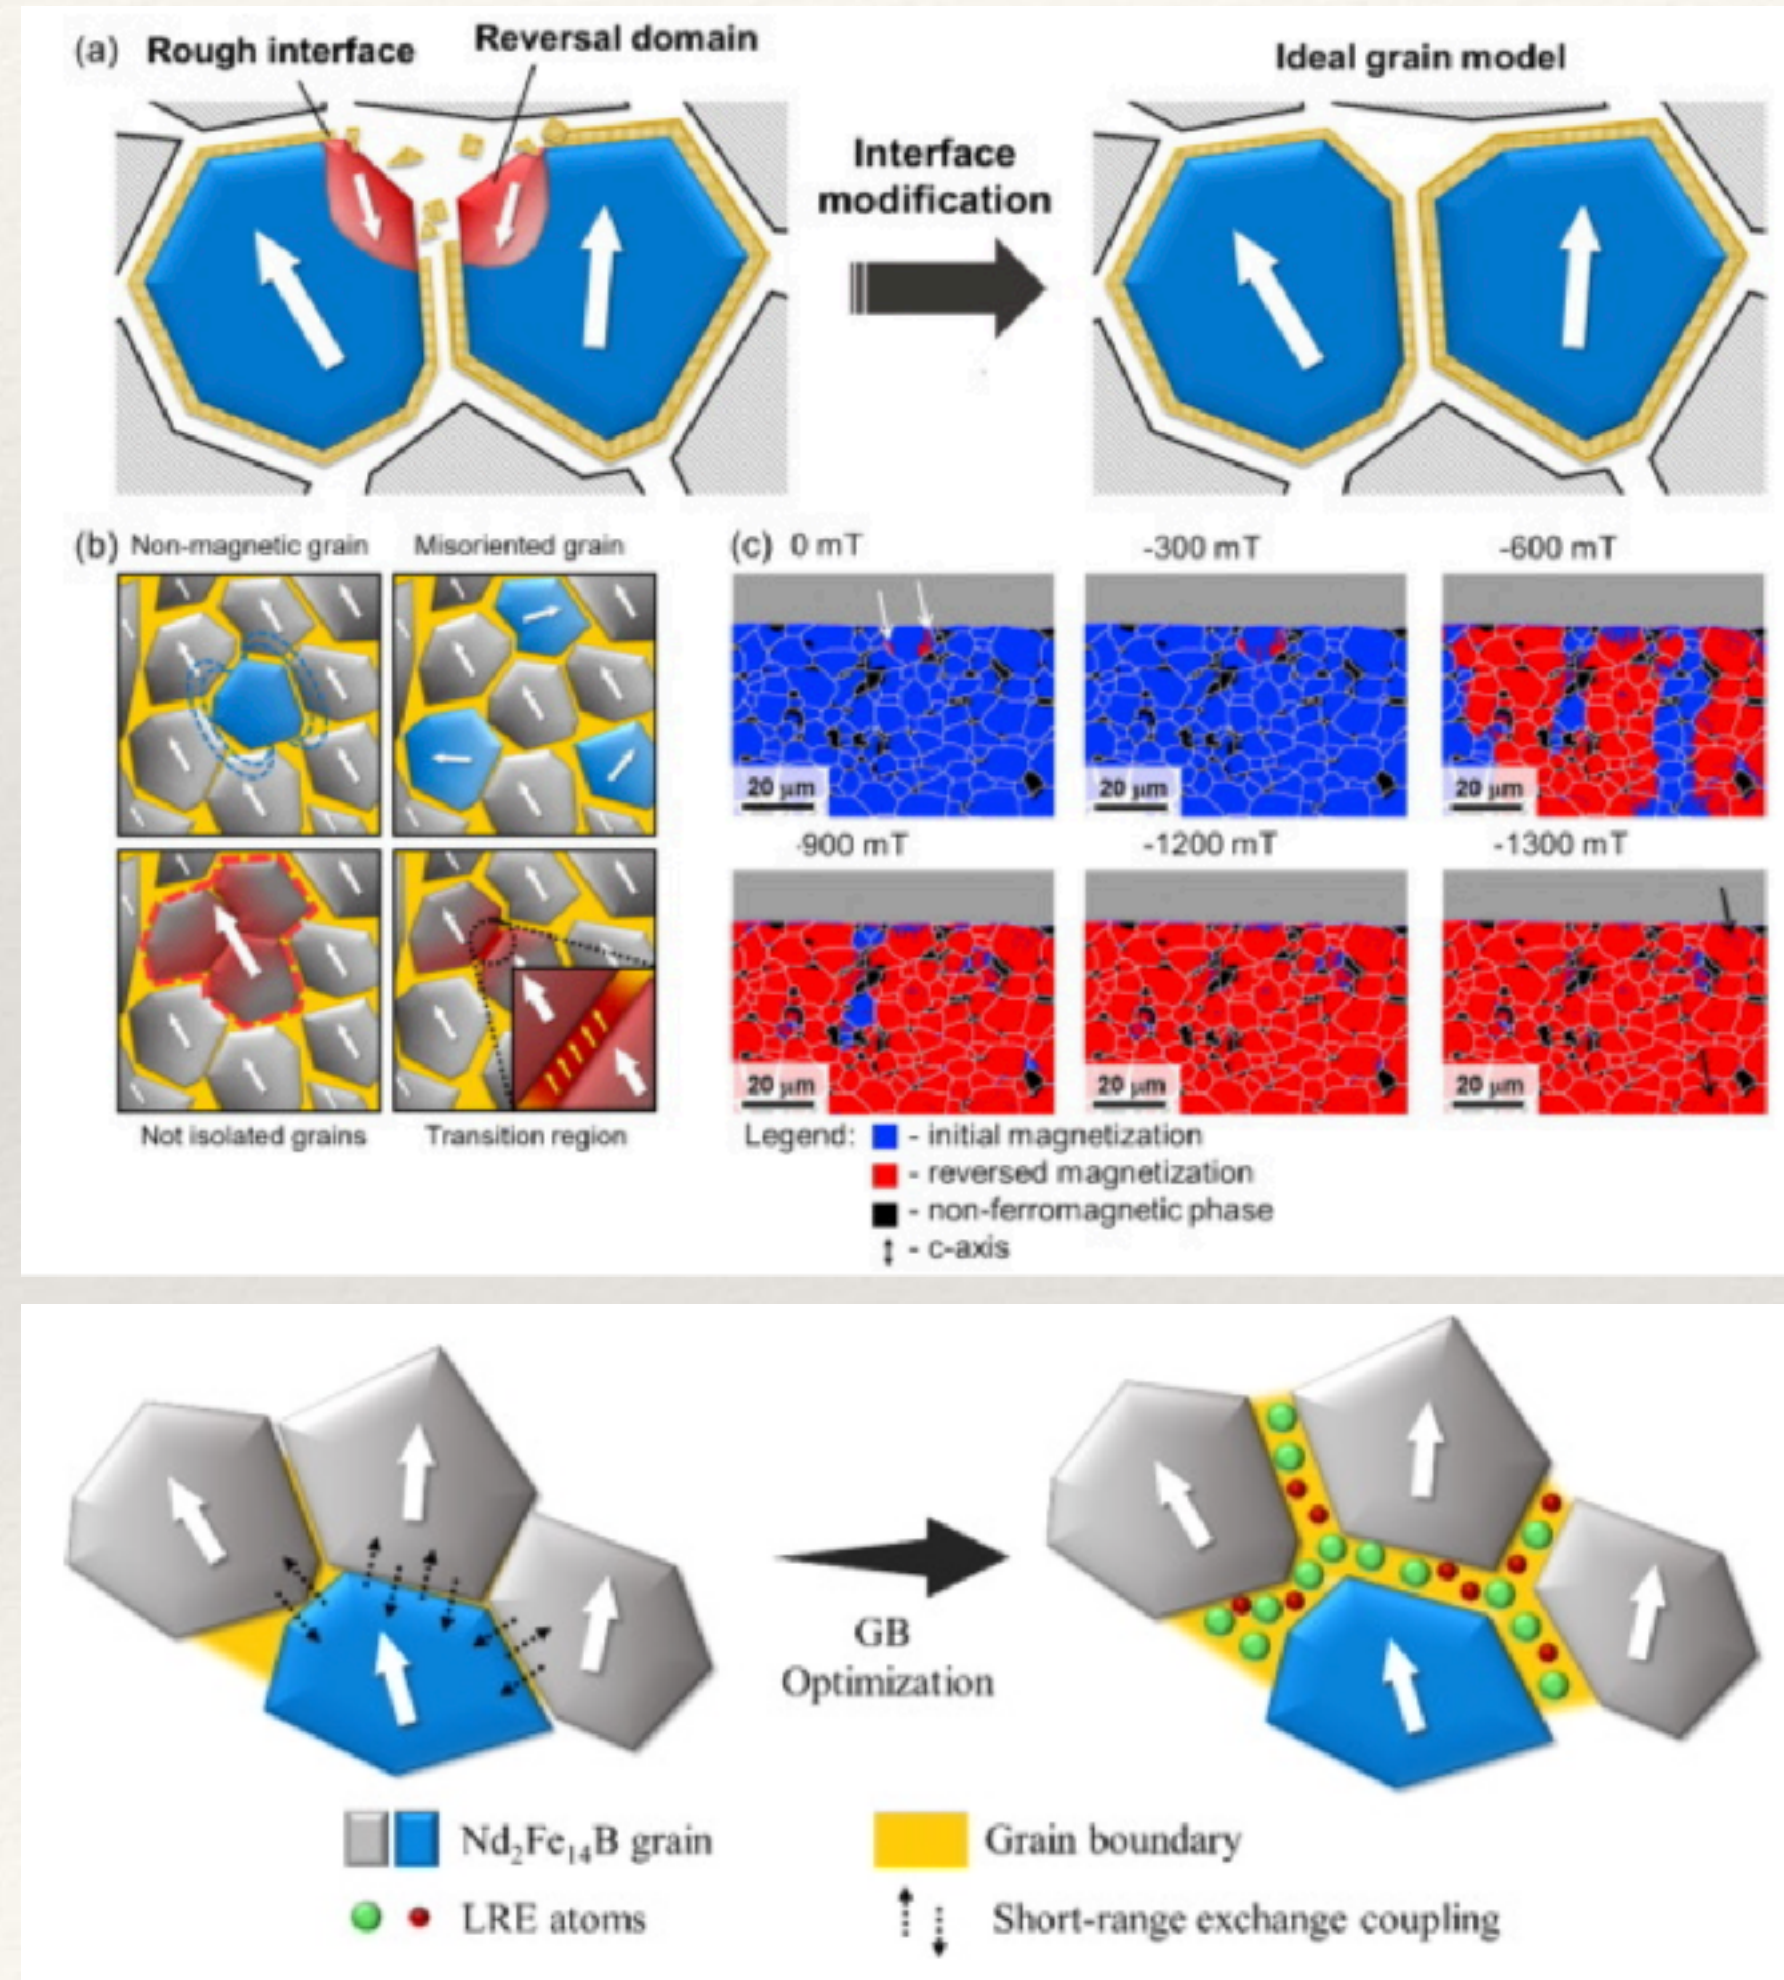 (a) Rough interface
Reversal domain
Ideal grain model
Interface
modification
(b) Non-magnetic grain
Misoriented grain
Not isolated grains
Transition region
(c) 0 mT
-300 mT
-600 mT
20 μm
20 μm
20 μm
-900 mT
-1200 mT
-1300 mT
20 μm
20 μm
20 μm
Legend: - initial magnetization
- reversed magnetization
- non-ferromagnetic phase
- c-axis
GB
Optimization
Nd₂Fe₁₄B grain
Grain boundary
LRE atoms
Short-range exchange coupling